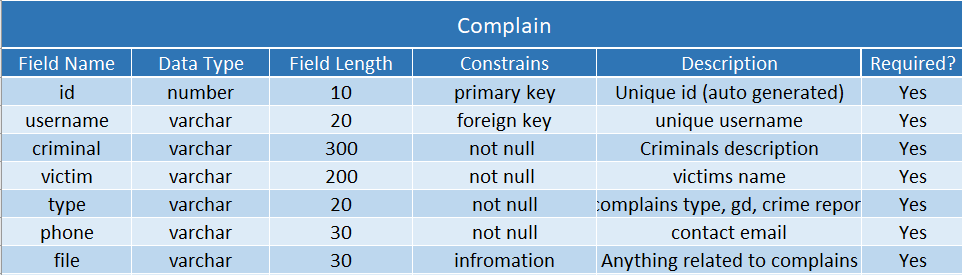 Complain
Field Name Data Type Field Length Constrains Description Required?
id number 10 primary key Unique id (auto generated) Yes
username varchar 20 foreign key unique username Yes
criminal varchar 300 not null Criminals description Yes
victim varchar 200 not null victims name Yes
type varchar 20 not null complains type, gd, crime repor Yes
phone varchar 30 not null contact email Yes
file varchar 30 infromation Anything related to complains Yes